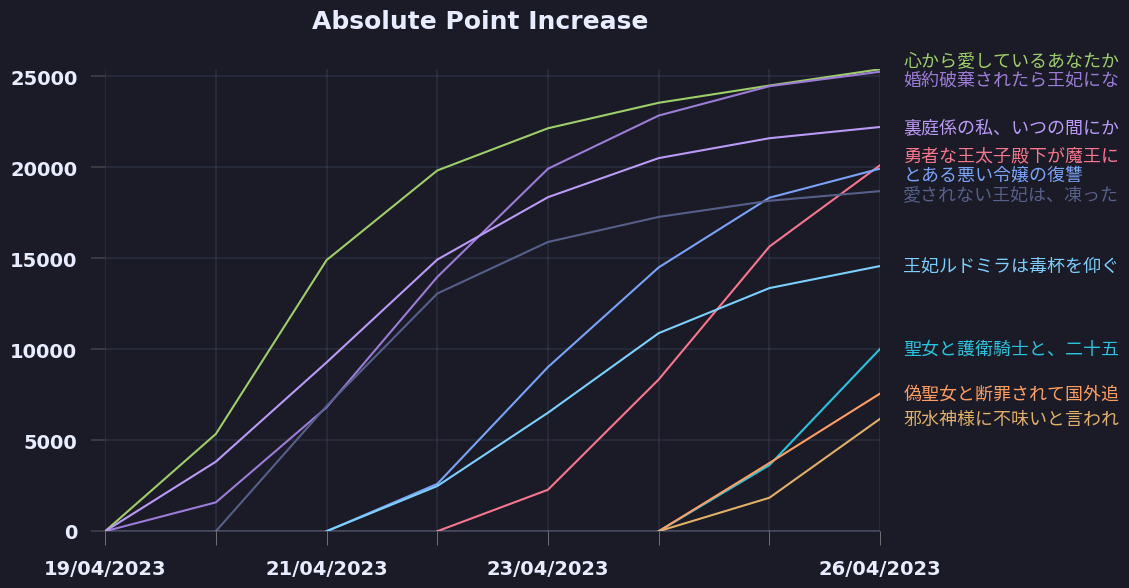 Absolute Point Increase
25000
20000
15000
10000
5000
0
19/04/2023
21/04/2023
23/04/2023
26/04/2023
心から愛しているあなたか
婚約破棄されたら王妃にな
裏庭係の私、いつの間にか
勇者な王太子殿下が魔王に
とある悪い令嬢の復讐
愛されない王妃は、凍った
王妃ルドミラは毒杯を仰ぐ
聖女と護衛騎士と、二十五
偽聖女と断罪されて国外追
邪水神様に不味いと言われ